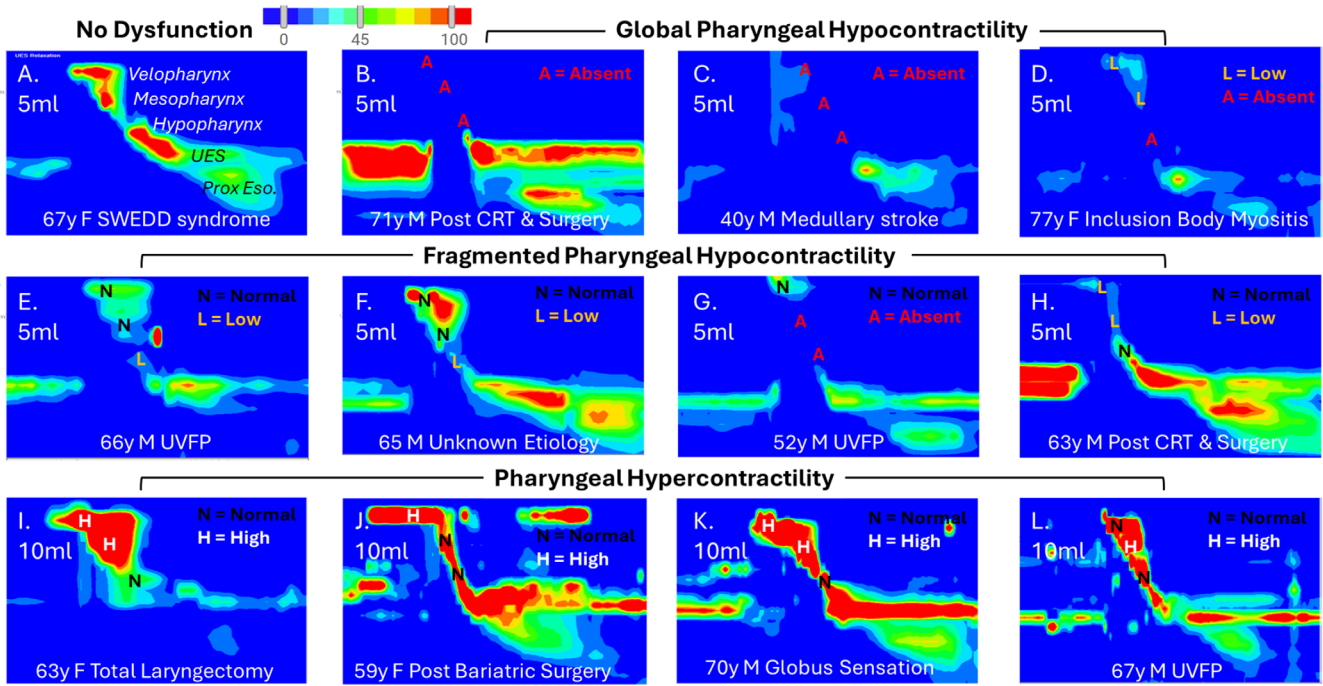 No Dysfunction
0 45 100
Global Pharyngeal Hypocontractility
UES Relaxation
A.
5ml
Velopharynx
Mesopharynx
Hypopharynx
UES
Prox Eso.
67y F SWEDD syndrome
B.
5ml
A
A
A
A = Absent
71y M Post CRT & Surgery
C.
5ml
A
A
A
A = Absent
40y M Medullary stroke
D.
5ml
L
L
A
L = Low
A = Absent
77y F Inclusion Body Myositis
Fragmented Pharyngeal Hypocontractility
E.
5ml
N
N
L
N = Normal
L = Low
66y M UVFP
F.
5ml
N
N
L
N = Normal
L = Low
65 M Unknown Etiology
G.
5ml
N
A
A
N = Normal
A = Absent
52y M UVFP
H.
5ml
L
L
N
N = Normal
L = Low
63y M Post CRT & Surgery
Pharyngeal Hypercontractility
I.
10ml
H
H
N
N = Normal
H = High
63y F Total Laryngectomy
J.
10ml
H
N
N
N = Normal
H = High
59y F Post Bariatric Surgery
K.
10ml
H
H
N
N = Normal
H = High
70y M Globus Sensation
L.
10ml
N
H
N
N = Normal
H = High
67y M UVFP